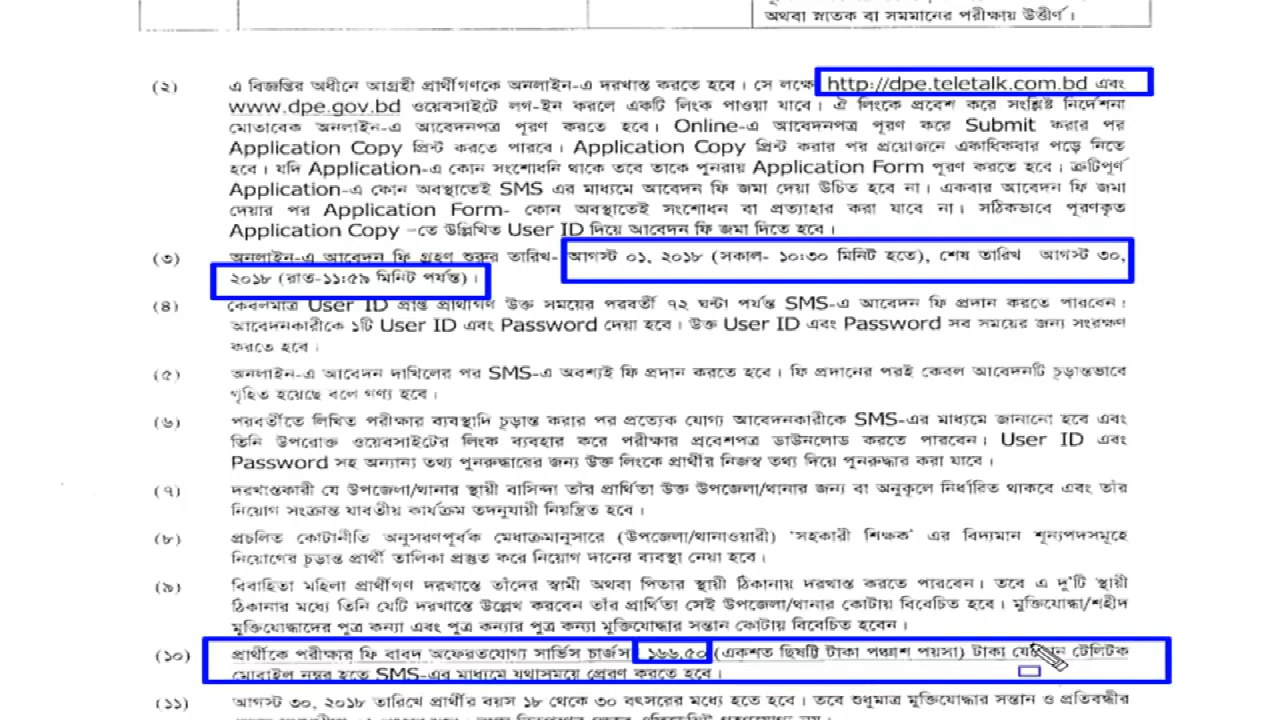 অথবা স্নাতক বা সমমানের পরীক্ষায় উত্তীর্ণ।
(২) এ বিজ্ঞপ্তির অধীনে আগ্রহী প্রার্থীগণকে অনলাইন-এ দরখাস্ত করতে হবে। সে লক্ষ্যে http://dpe.teletalk.com.bd এবং
www.dpe.gov.bd ওয়েবসাইটে লগ-ইন করলে একটি লিংক পাওয়া যাবে। ঐ লিংকে প্রবেশ করে সংশ্লিষ্ট নির্দেশনা
মোতাবেক অনলাইন-এ আবেদনপত্র পূরণ করতে হবে। Online-এ আবেদনপত্র পূরণ করে Submit করার পর
Application Copy প্রিন্ট করতে পারবে। Application Copy প্রিন্ট করার পর প্রয়োজনে একাধিকবার পড়ে নিতে
হবে। যদি Application-এ কোন সংশোধনি থাকে তবে তাকে পুনরায় Application Form পূরণ করতে হবে। ত্রুটিপূর্ণ
Application-এ কোন অবস্থাতেই SMS এর মাধ্যমে আবেদন ফি জমা দেয়া উচিত হবে না। একবার আবেদন ফি জমা
দেয়ার পর Application Form- কোন অবস্থাতেই সংশোধন বা প্রত্যাহার করা যাবে না। সঠিকভাবে পূরণকৃত
Application Copy –তে উল্লিখিত User ID দিয়ে আবেদন ফি জমা দিতে হবে।
(৩) অনলাইন-এ আবেদন ফি গ্রহণ শুরুর তারিখ- আগস্ট ০১, ২০১৮ (সকাল- ১০:৩০ মিনিট হতে), শেষ তারিখ আগস্ট ৩০,
২০১৮ (রাত-১১:৫৯ মিনিট পর্যন্ত)।
(৪) কেবলমাত্র User ID প্রাপ্ত প্রার্থীগণ উক্ত সময়ের পরবর্তী ৭২ ঘন্টা পর্যন্ত SMS-এ আবেদন ফি প্রদান করতে পারবেন।
আবেদনকারীকে ১টি User ID এবং Password দেয়া হবে। উক্ত User ID এবং Password সব সময়ের জন্য সংরক্ষণ
করতে হবে।
(৫) অনলাইন-এ আবেদন দাখিলের পর SMS-এ অবশ্যই ফি প্রদান করতে হবে। ফি প্রদানের পরই কেবল আবেদনটি চূড়ান্তভাবে
গৃহিত হয়েছে বলে গণ্য হবে।
(৬) পরবর্তীতে লিখিত পরীক্ষার ব্যবস্থাদি চূড়ান্ত করার পর প্রত্যেক যোগ্য আবেদনকারীকে SMS-এর মাধ্যমে জানানো হবে এবং
তিনি উপরোক্ত ওয়েবসাইটের লিংক ব্যবহার করে পরীক্ষার প্রবেশপত্র ডাউনলোড করতে পারবেন। User ID এবং
Password সহ অন্যান্য তথ্য পুনরুদ্ধারের জন্য উক্ত লিংকে প্রার্থীর নিজস্ব তথ্য দিয়ে পুনরুদ্ধার করা যাবে।
(৭) দরখাস্তকারী যে উপজেলা/থানার স্থায়ী বাসিন্দা তাঁর প্রার্থিতা উক্ত উপজেলা/থানার জন্য বা অনুকূলে নির্ধারিত থাকবে এবং তাঁর
নিয়োগ সংক্রান্ত যাবতীয় কার্যক্রম তদনুযায়ী নিয়ন্ত্রিত হবে।
(৮) প্রচলিত কোটানীতি অনুসরণপূর্বক মেধাক্রমানুসারে (উপজেলা/থানাওয়ারী) ‘সহকারী শিক্ষক’ এর বিদ্যমান শূন্যপদসমূহে
নিয়োগের চূড়ান্ত প্রার্থী তালিকা প্রস্তুত করে নিয়োগ দানের ব্যবস্থা নেয়া হবে।
(৯) বিবাহিতা মহিলা প্রার্থীগণ দরখাস্তে তাঁদের স্বামী অথবা পিতার স্থায়ী ঠিকানায় দরখাস্ত করতে পারবেন। তবে এ দু’টি স্থায়ী
ঠিকানার মধ্যে তিনি যেটি দরখাস্তে উল্লেখ করবেন তাঁর প্রার্থিতা সেই উপজেলা/থানার কোটায় বিবেচিত হবে। মুক্তিযোদ্ধা/শহীদ
মুক্তিযোদ্ধাদের পুত্র কন্যা এবং পুত্র কন্যার পুত্র কন্যা মুক্তিযোদ্ধার সন্তান কোটায় বিবেচিত হবেন।
(১০) প্রার্থীকে পরীক্ষার ফি বাবদ অফেরতযোগ্য সার্ভিস চার্জসহ ১৬৬.৫০ (একশত ছিষট্টি টাকা পঞ্চাশ পয়সা) টাকা টেলিটক
মোবাইল নম্বর হতে SMS-এর মাধ্যমে যথাসময়ে প্রেরণ করতে হবে।
(১১) আগস্ট ৩০, ২০১৮ তারিখে প্রার্থীর বয়স ১৮ থেকে ৩০ বৎসরের মধ্যে হতে হবে। তবে শুধুমাত্র মুক্তিযোদ্ধার সন্তান ও প্রতিবন্ধীর